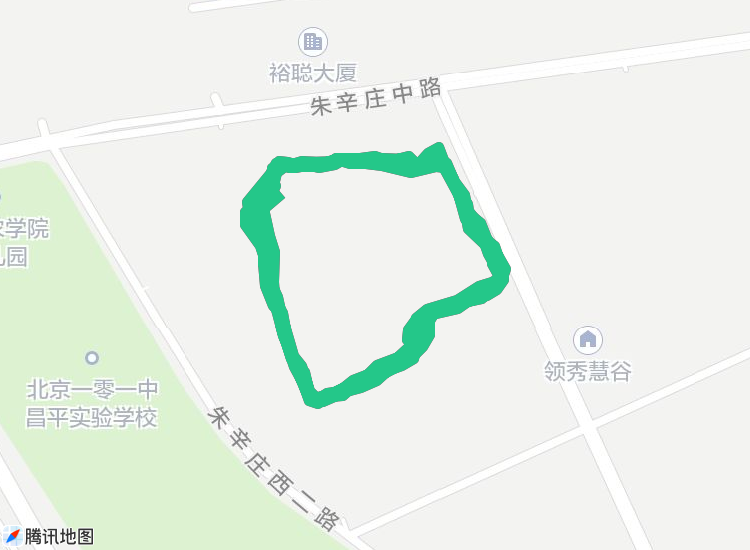 裕聪大厦
朱辛庄中路
农学院
儿园
领秀慧谷
北京一零一中
昌平实验学校
朱辛庄西二路
腾讯地图